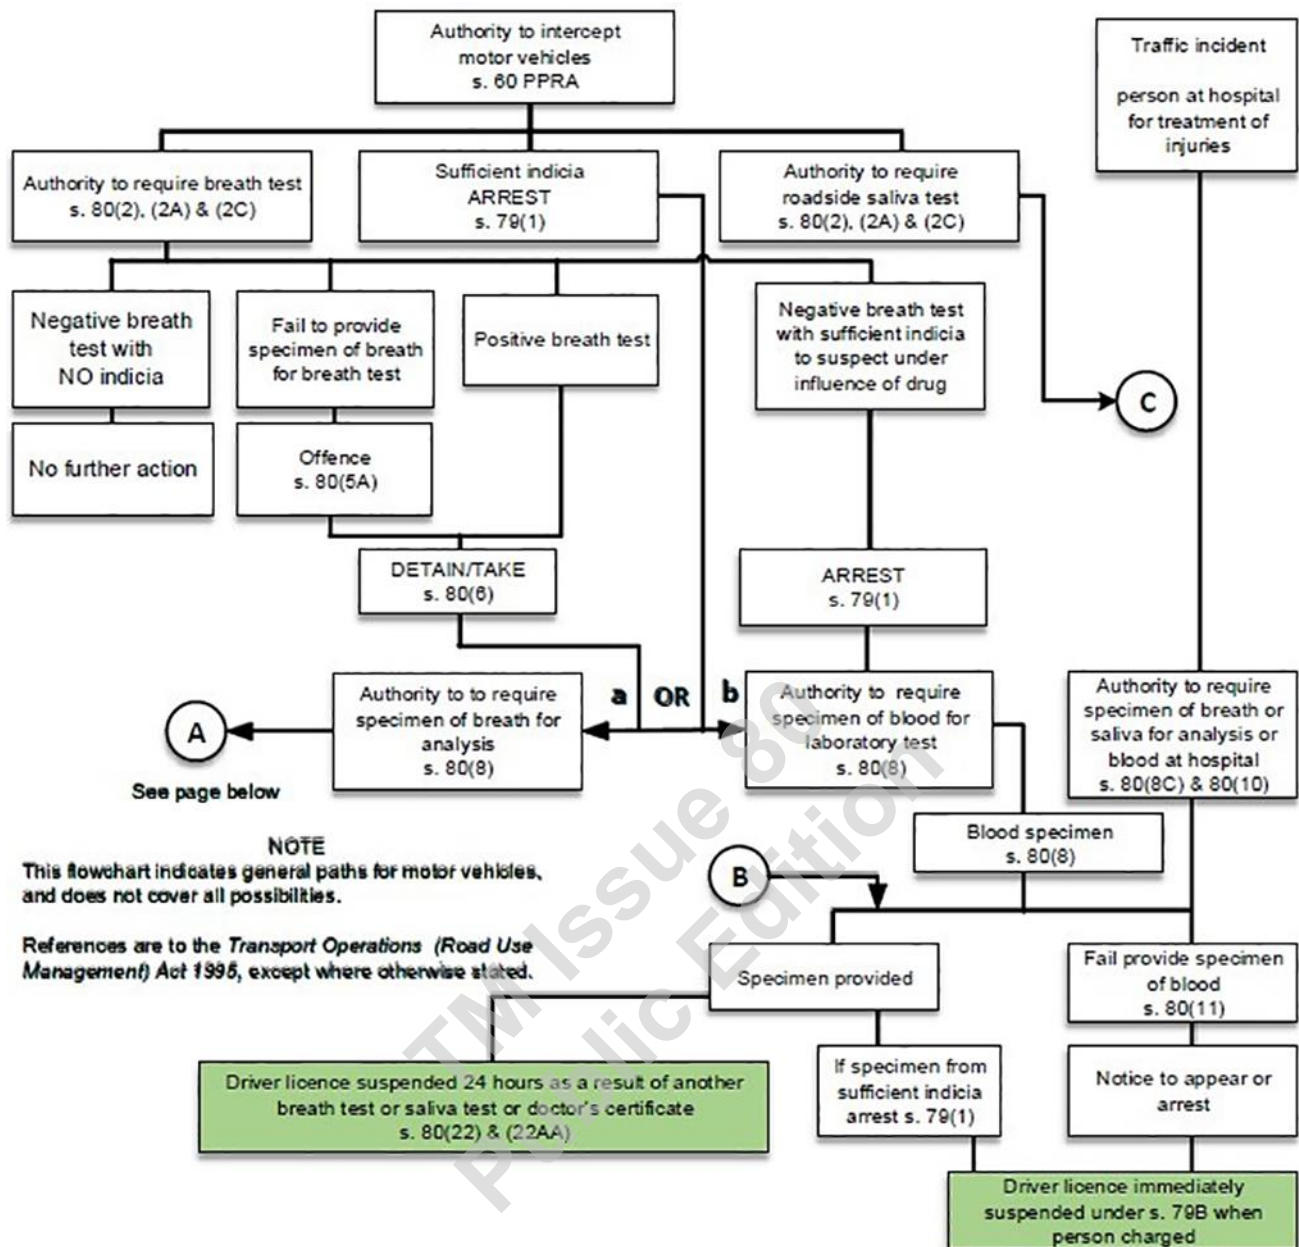 Authority to intercept
motor vehicles
s. 60 PPRA
Traffic incident
person at hospital
for treatment of
injuries
Authority to require breath test
s. 80(2), (2A) & (2C)
Sufficient indicia
ARREST
s. 79(1)
Authority to require
roadside saliva test
s. 80(2), (2A) & (2C)
Negative breath
test with
NO indicia
Fail to provide
specimen of breath
for breath test
Positive breath test
Negative breath test
with sufficient indicia
to suspect under
influence of drug
C
No further action
Offence
s. 80(5A)
DETAIN/TAKE
s. 80(6)
ARREST
s. 79(1)
A
See page below
Authority to to require
specimen of breath for
analysis
s. 80(8)
a OR b
Authority to require
specimen of blood for
laboratory test
s. 80(8)
Authority to require
specimen of breath or
saliva for analysis or
blood at hospital
s. 80(8C) & 80(10)
NOTE
This flowchart indicates general paths for motor vehicles,
and does not cover all possibilities.
References are to the Transport Operations (Road Use
Management) Act 1995, except where otherwise stated.
Blood specimen
s. 80(8)
B
Specimen provided
Fail provide specimen
of blood
s. 80(11)
Driver licence suspended 24 hours as a result of another
breath test or saliva test or doctor's certificate
s. 80(22) & (22AA)
If specimen from
sufficient indicia
arrest s. 79(1)
Notice to appear or
arrest
Driver licence immediately
suspended under s. 79B when
person charged
TM Issue 80
Public Edition